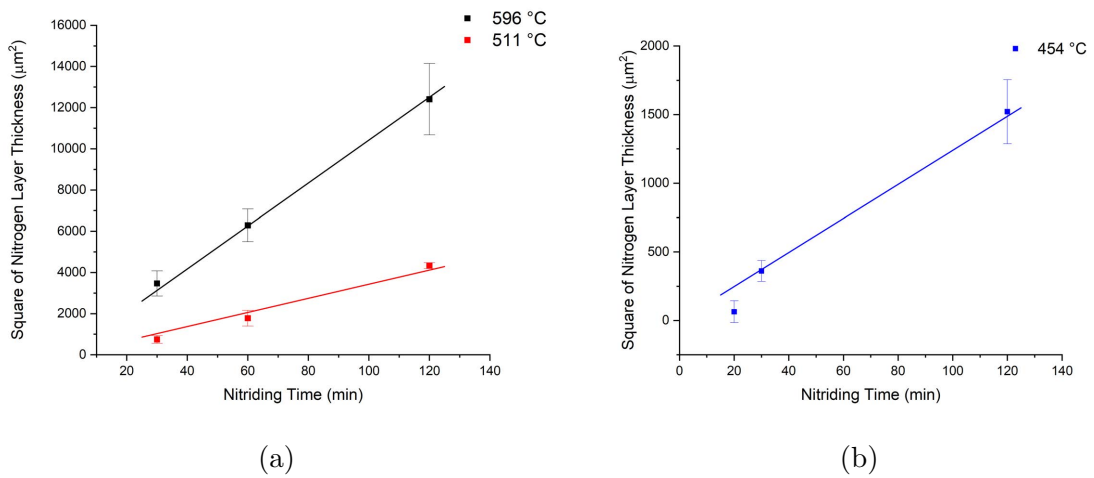 596 °C
511 °C
Square of Nitrogen Layer Thickness (µm²)
16000
14000
12000
10000
8000
6000
4000
2000
0
20 40 60 80 100 120 140
Nitriding Time (min)
(a)
454 °C
Square of Nitrogen Layer Thickness (µm²)
2000
1500
1000
500
0
0 20 40 60 80 100 120 140
Nitriding Time (min)
(b)